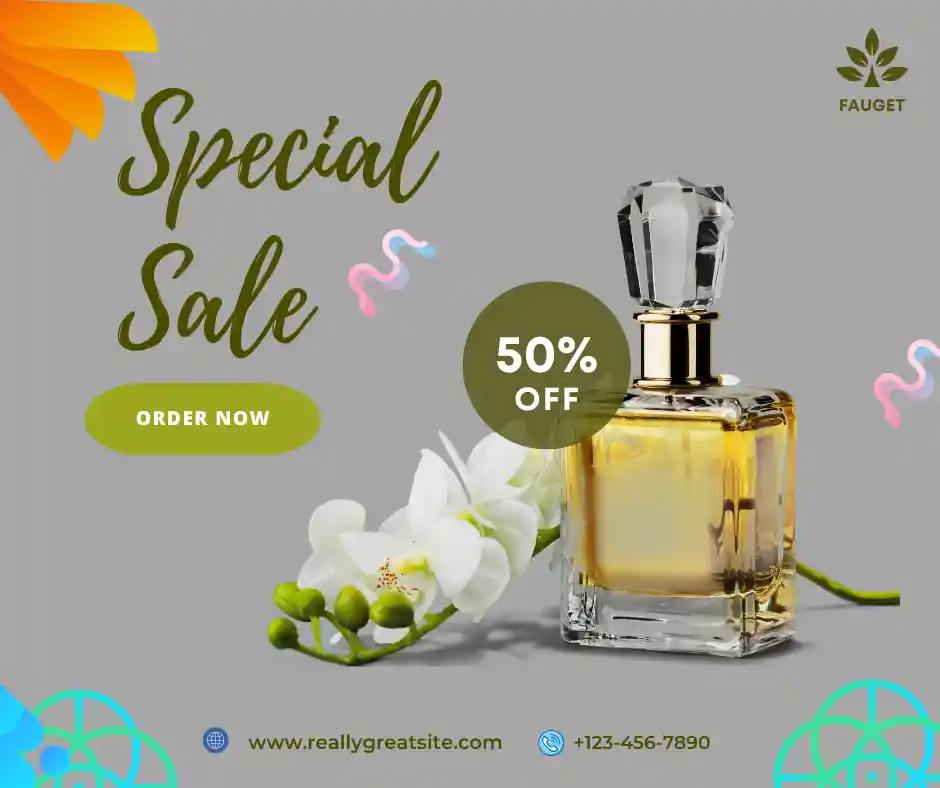 FAUGET
Special
Sale
50%
OFF
ORDER NOW
www.reallygreatsite.com
+123-456-7890